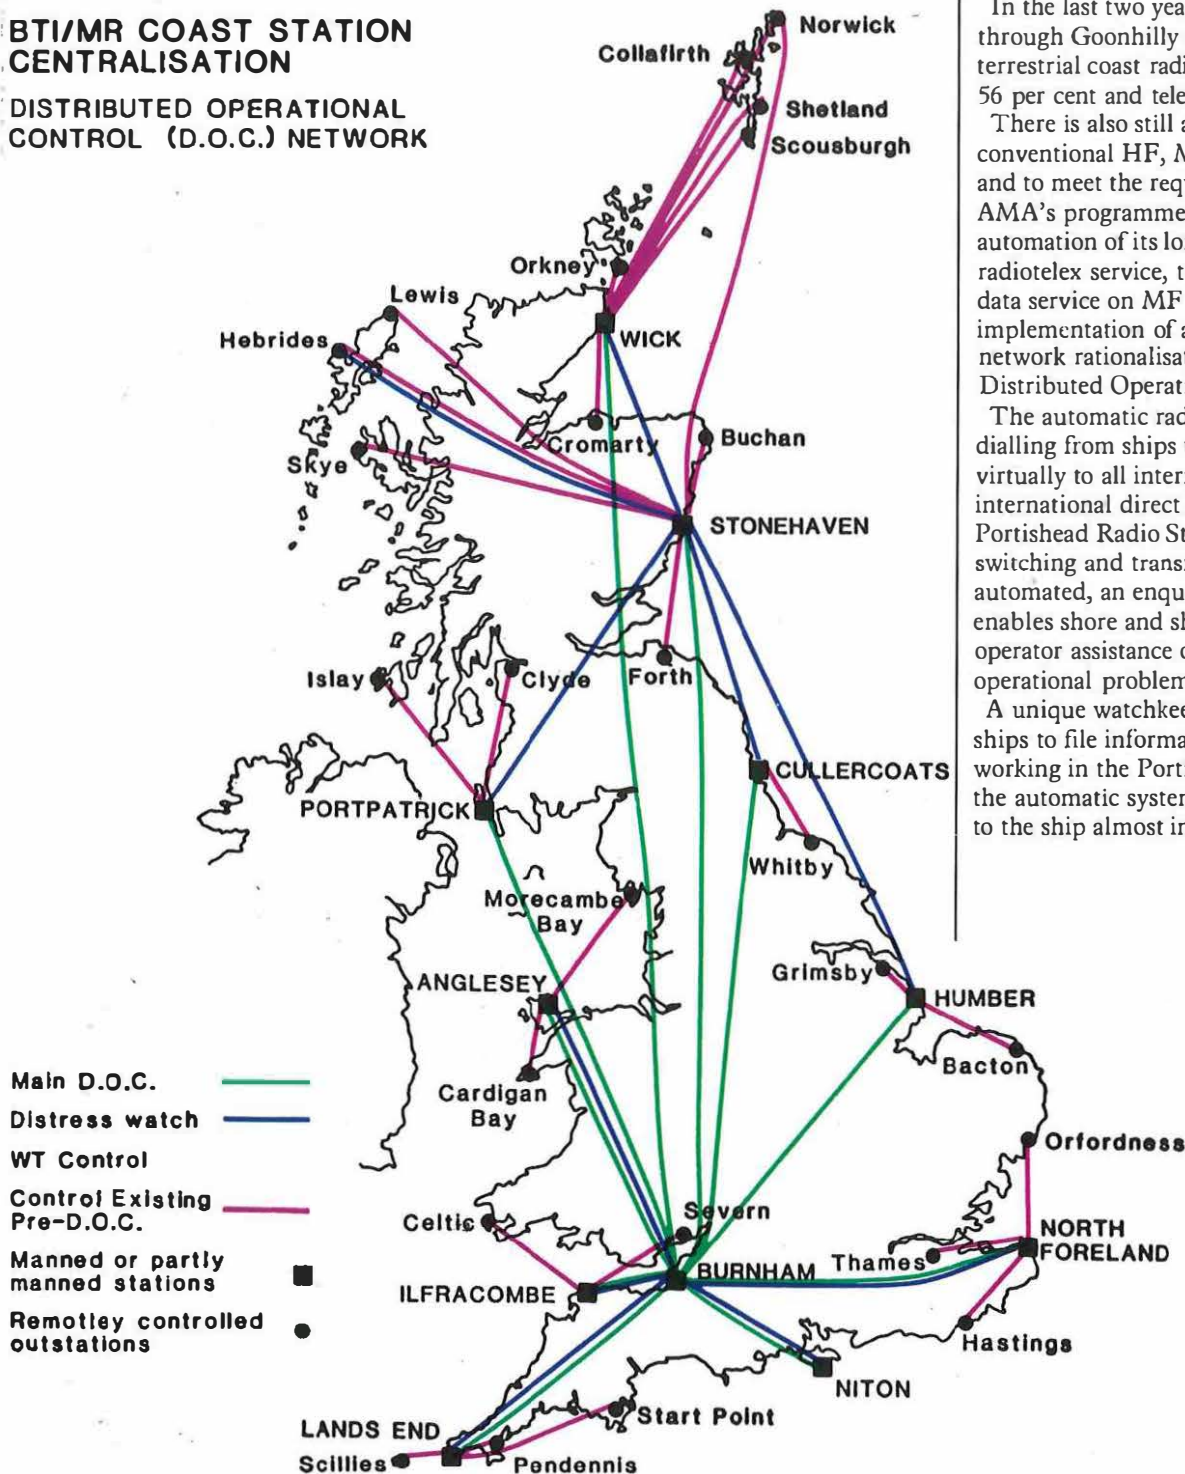 BTI/MR COAST STATION
CENTRALISATION
DISTRIBUTED OPERATIONAL
CONTROL (D.O.C.) NETWORK
Norwick
Collafirth
Shetland
Scousburgh
Orkney
Lewis
Hebrides
WICK
Cromarty
Buchan
Skye
STONEHAVEN
Islay
Clyde
Forth
CULLERCOATS
PORTPATRICK
Whitby
Morecambe
Bay
Grimsby
ANGLESEY
HUMBER
Bacton
Cardigan
Bay
Orfordness
Celtic
Severn
NORTH
FORELAND
Thames
BURNHAM
ILFRACOMBE
Hastings
NITON
LANDS END
Start Point
Scillies
Pendennis
Main D.O.C.
Distress watch
WT Control
Control Existing
Pre-D.O.C.
Manned or partly
manned stations
Remotley controlled
outstations
In the last two yea
through Goonhilly
terrestrial coast radi
56 per cent and tele
There is also still a
conventional HF, M
and to meet the req
AMA's programme
automation of its lo
radiotelex service, t
data service on MF
implementation of a
network rationalisat
Distributed Operati
The automatic rad
dialling from ships
virtually to all inter
international direct
Portishead Radio St
switching and trans
automated, an enqu
enables shore and sh
operator assistance o
operational problem
A unique watchkee
ships to file informa
working in the Port
the automatic system
to the ship almost in